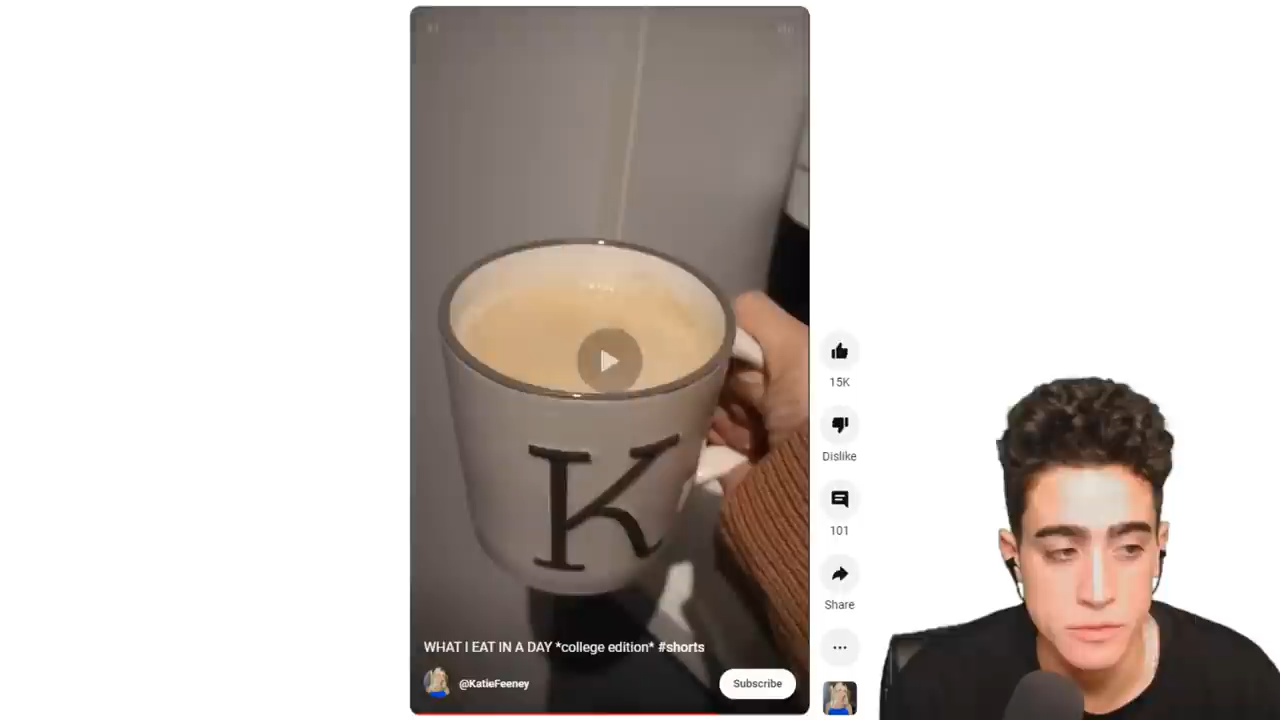 K
WHAT I EAT IN A DAY *college edition* #shorts
@KatieFeeney
Subscribe
15K
Dislike
101
Share